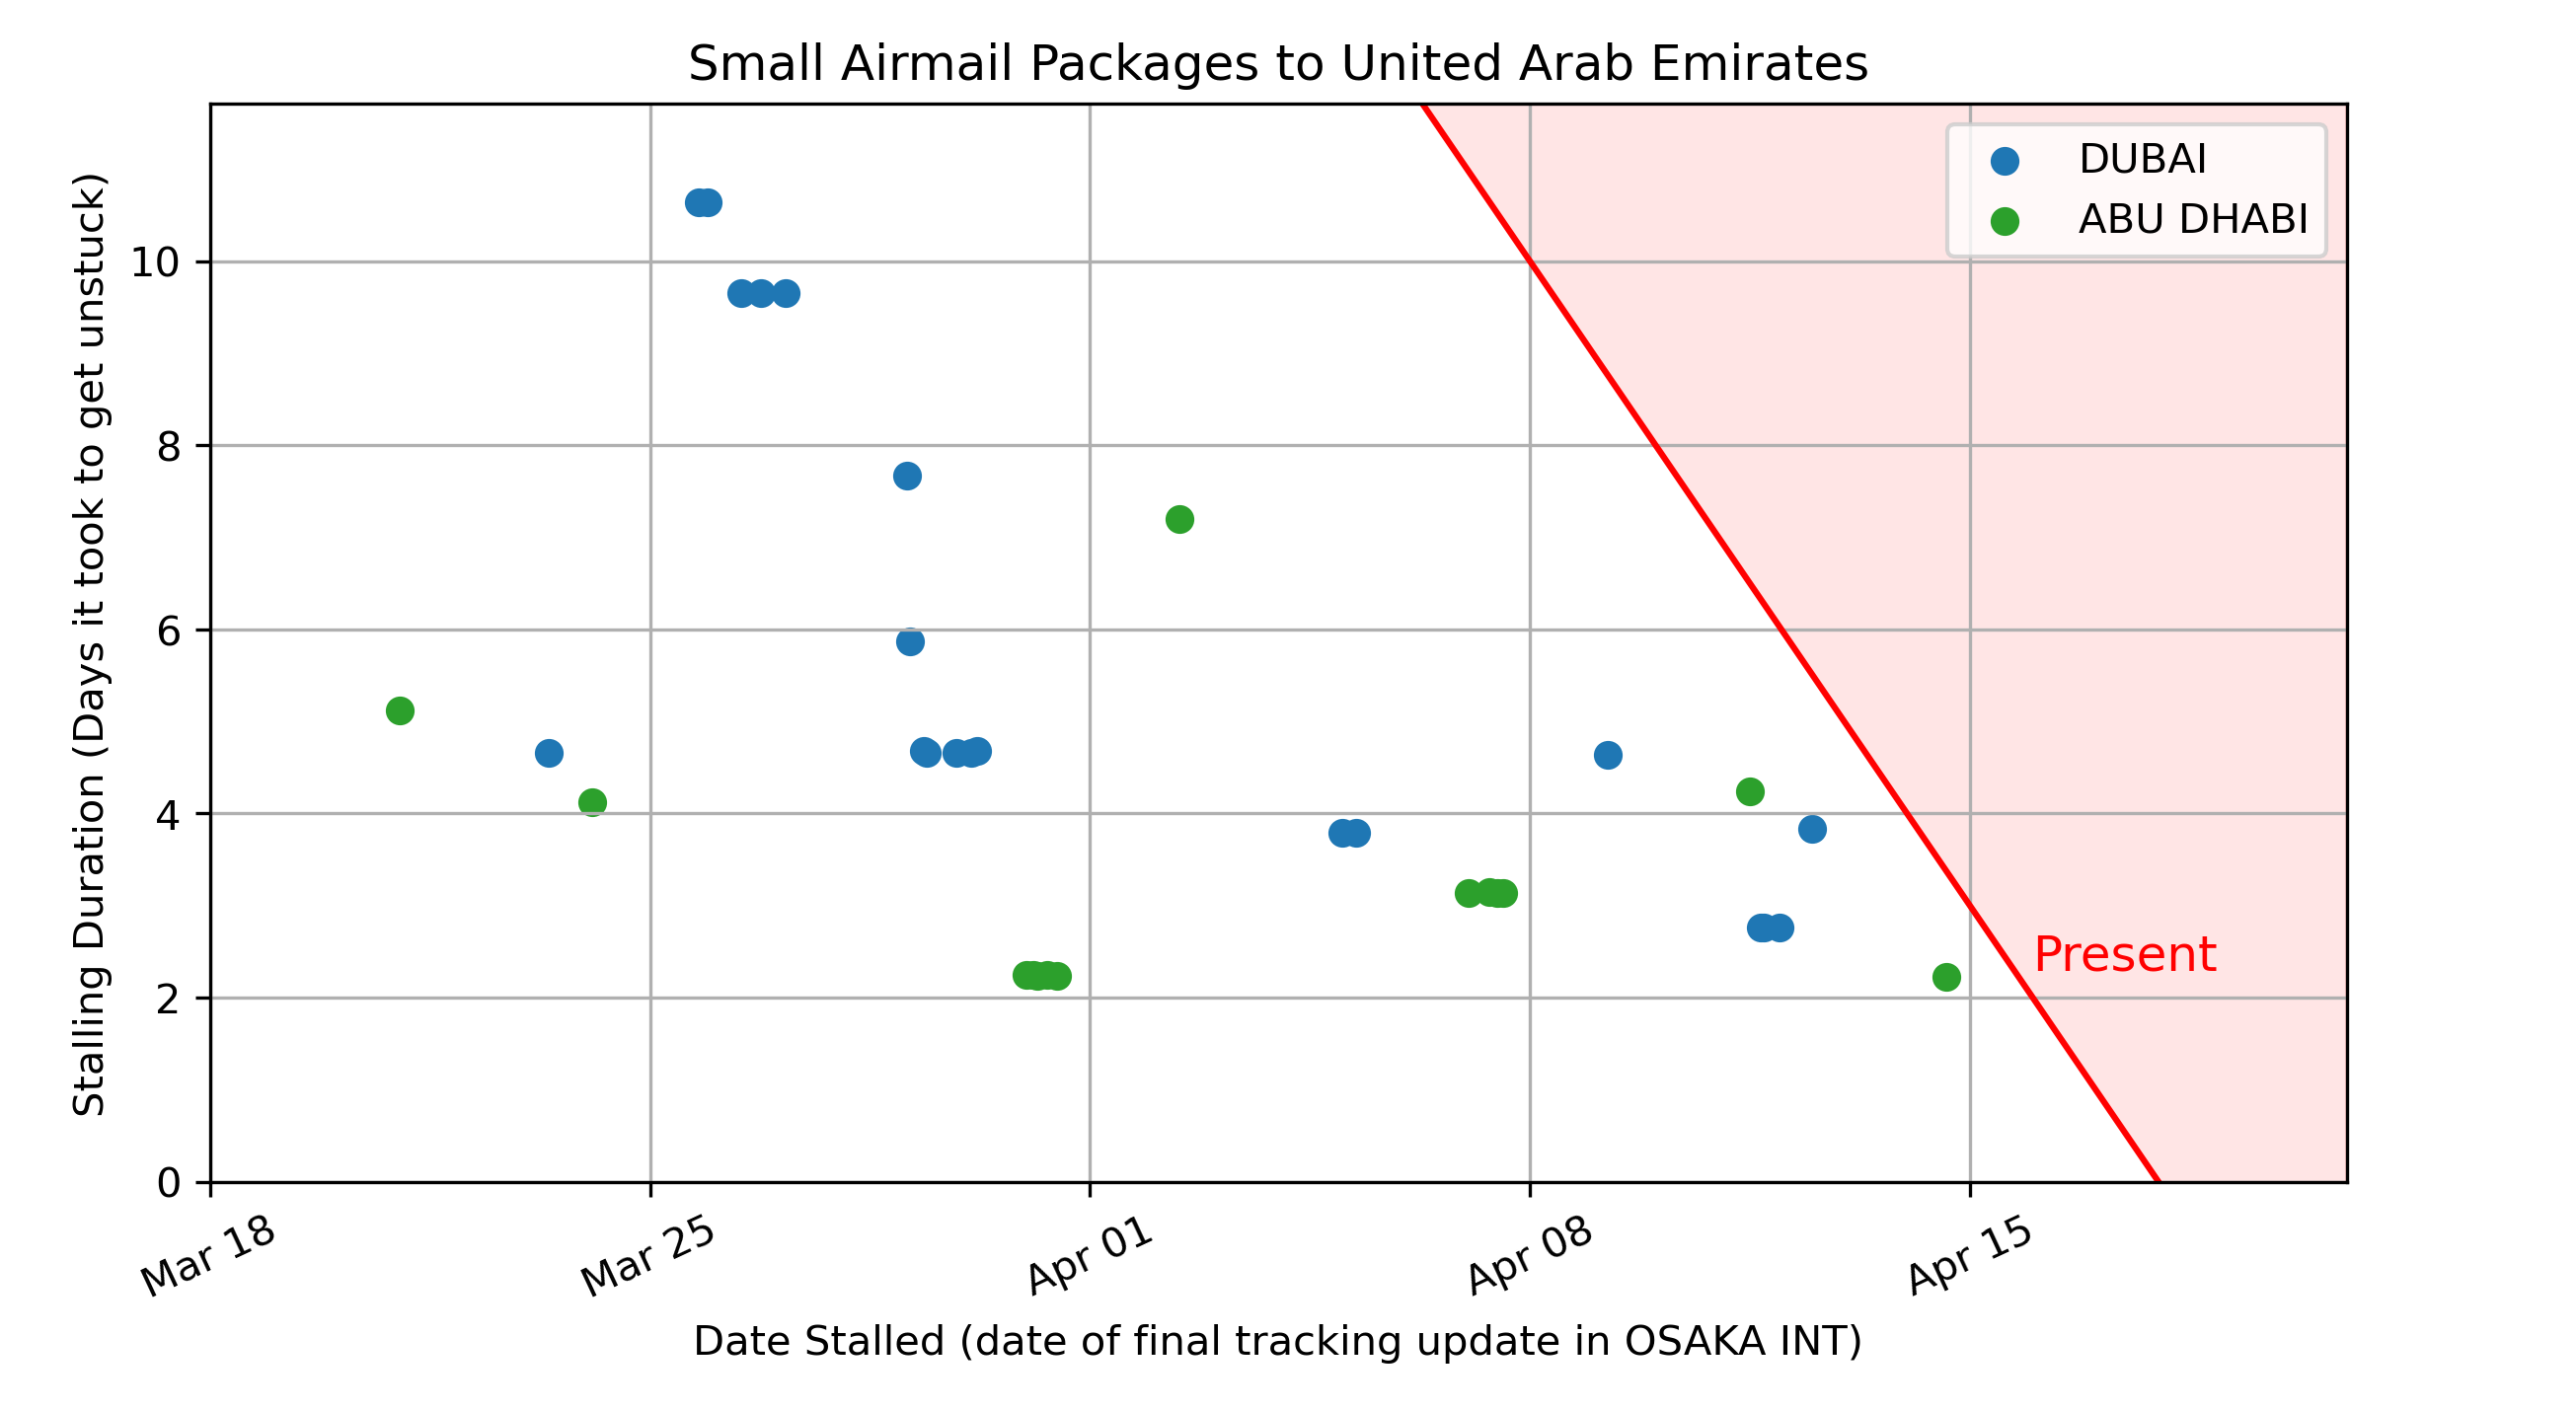 Small Airmail Packages to United Arab Emirates
DUBAI
ABU DHABI
Stalling Duration (Days it took to get unstuck)
10
8
6
4
2
0
Present
Mar 18
Mar 25
Apr 01
Apr 08
Apr 15
Date Stalled (date of final tracking update in OSAKA INT)